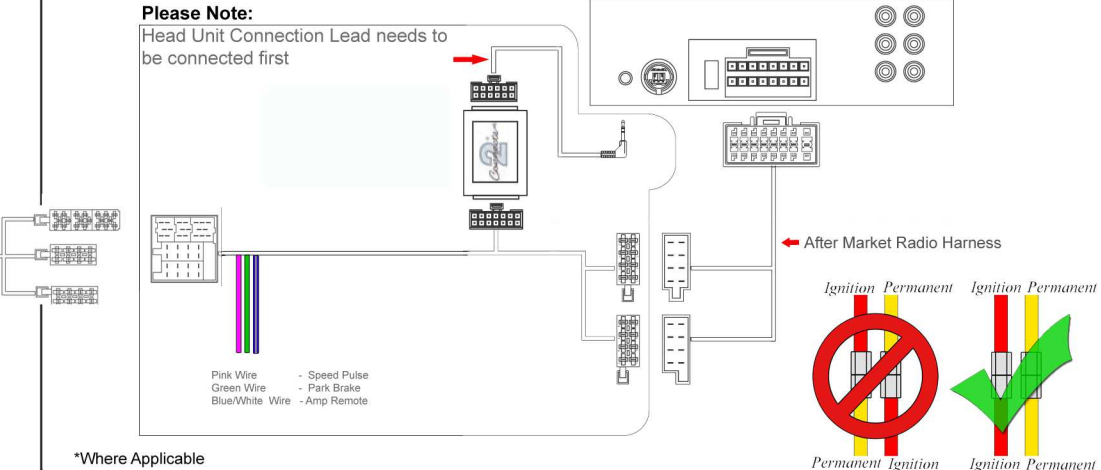 Please Note:
Head Unit Connection Lead needs to
be connected first
2
After Market Radio Harness
Ignition Permanent Ignition Permanent
Pink Wire - Speed Pulse
Green Wire - Park Brake
Blue/White Wire - Amp Remote
*Where Applicable
Permanent Ignition Ignition Permanent